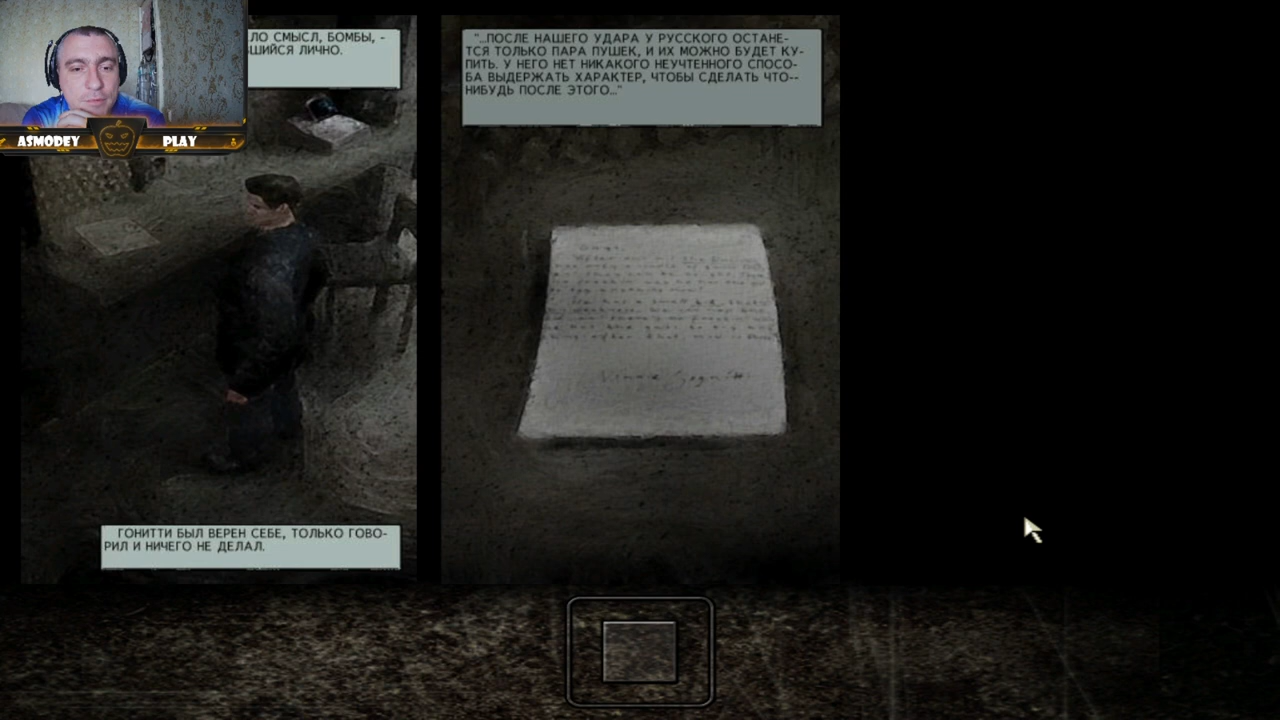 ЛО СМЫСЛ, БОМБЫ, -
ВШИЙСЯ ЛИЧНО.
ASMODEY PLAY
ГОНИТТИ БЫЛ ВЕРЕН СЕБЕ, ТОЛЬКО ГОВО-
РИЛ И НИЧЕГО НЕ ДЕЛАЛ.
"...ПОСЛЕ НАШЕГО УДАРА У РУССКОГО ОСТАНЕ-
ТСЯ ТОЛЬКО ПАРА ПУШЕК, И ИХ МОЖНО БУДЕТ КУ-
ПИТЬ. У НЕГО НЕТ НИКАКОГО НЕУЧТЕННОГО СПОСО-
БА ВЫДЕРЖАТЬ ХАРАКТЕР, ЧТОБЫ СДЕЛАТЬ ЧТО--
НИБУДЬ ПОСЛЕ ЭТОГО..."